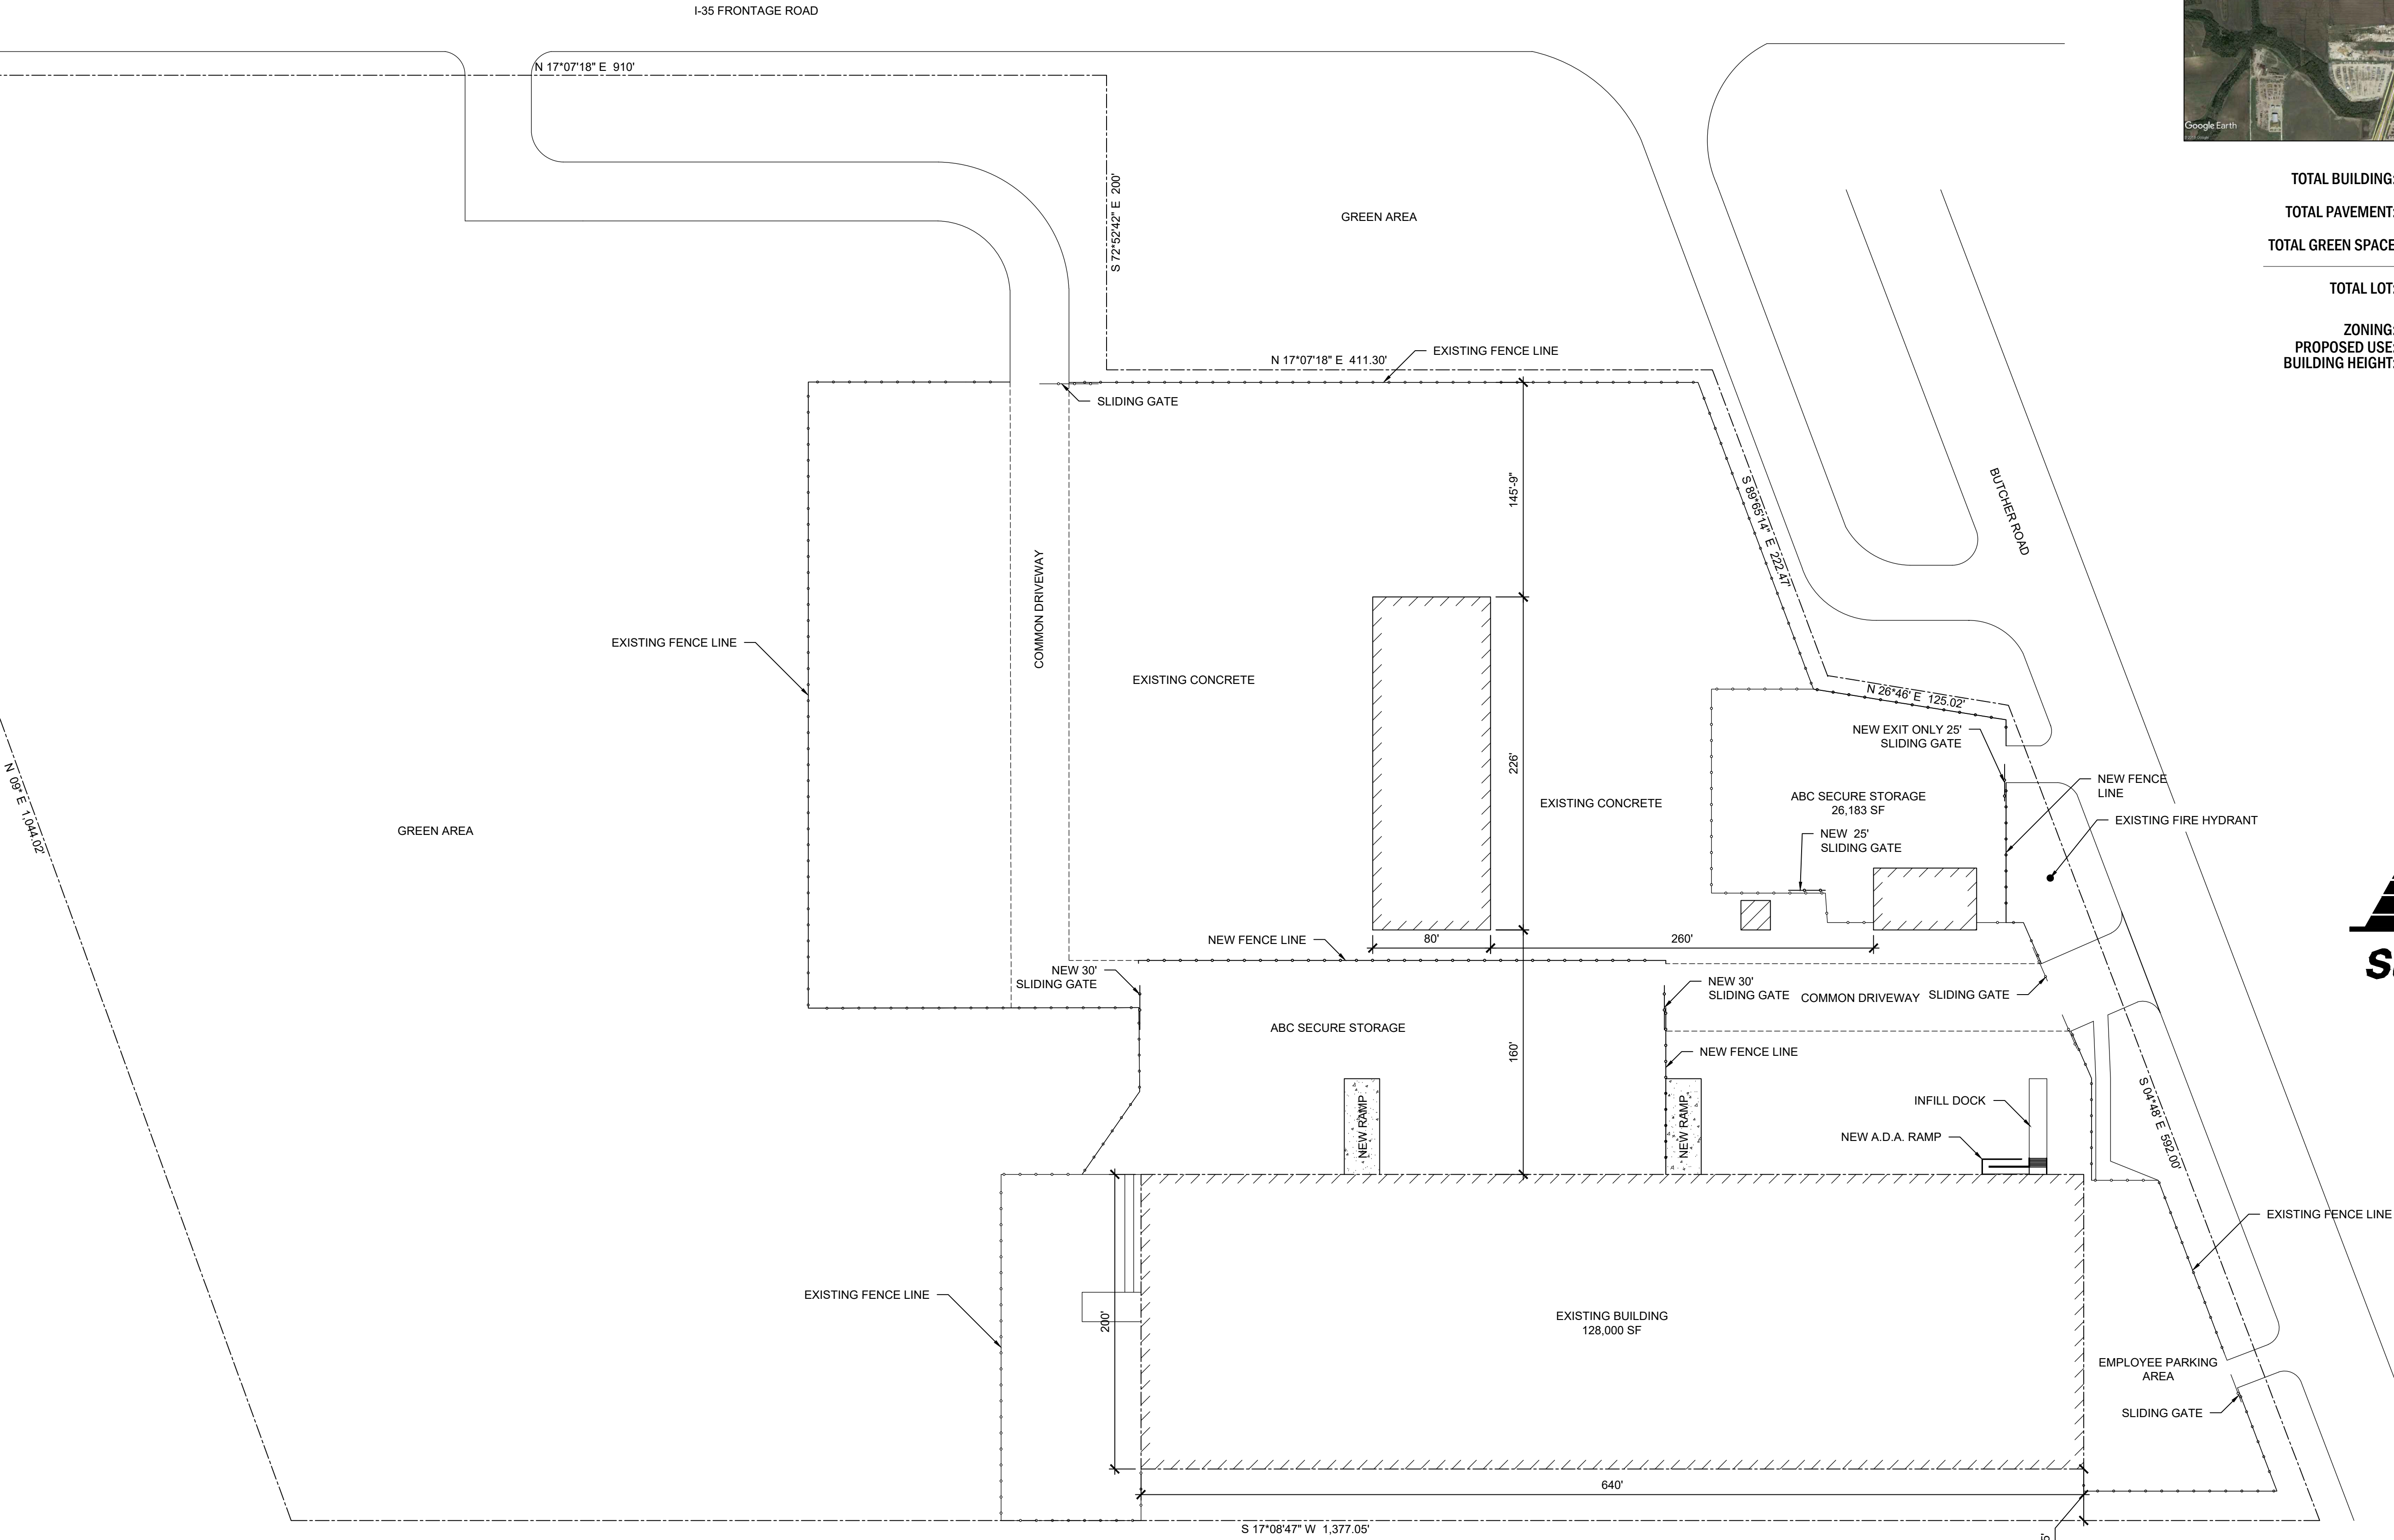 I-35 FRONTAGE ROAD
N 17°07'18" E 910'
Google Earth
S 72°52'42" E 200'
GREEN AREA
TOTAL BUILDING:
TOTAL PAVEMENT:
TOTAL GREEN SPACE
TOTAL LOT:
ZONING:
PROPOSED USE:
BUILDING HEIGHT:
N 17°07'18" E 411.30'
EXISTING FENCE LINE
SLIDING GATE
145'-9"
S 89°65'14" E 222.47'
BUTCHER ROAD
COMMON DRIVEWAY
EXISTING FENCE LINE
EXISTING CONCRETE
N 26°46' E 125.02'
NEW EXIT ONLY 25'
SLIDING GATE
226'
N 09° E 1,044.02'
NEW FENCE
LINE
EXISTING CONCRETE
ABC SECURE STORAGE
26,183 SF
EXISTING FIRE HYDRANT
GREEN AREA
NEW 25'
SLIDING GATE
NEW FENCE LINE
80'
260'
NEW 30'
SLIDING GATE
NEW 30'
SLIDING GATE
COMMON DRIVEWAY
SLIDING GATE
ABC SECURE STORAGE
160'
NEW FENCE LINE
NEW RAMP
NEW RAMP
INFILL DOCK
NEW A.D.A. RAMP
S 04°48' E 592.00'
EXISTING FENCE LINE
EXISTING FENCE LINE
200'
EXISTING BUILDING
128,000 SF
EMPLOYEE PARKING
AREA
SLIDING GATE
640'
S 17°08'47" W 1,377.05'